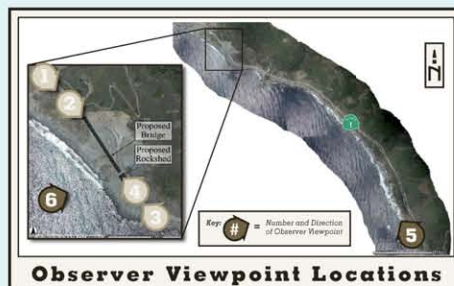 1
2
Proposed
Bridge
Proposed
Rockshed
4
3
6
1
N
Key: # = Number and Direction
of Observer Viewpoint
5
Observer Viewpoint Locations